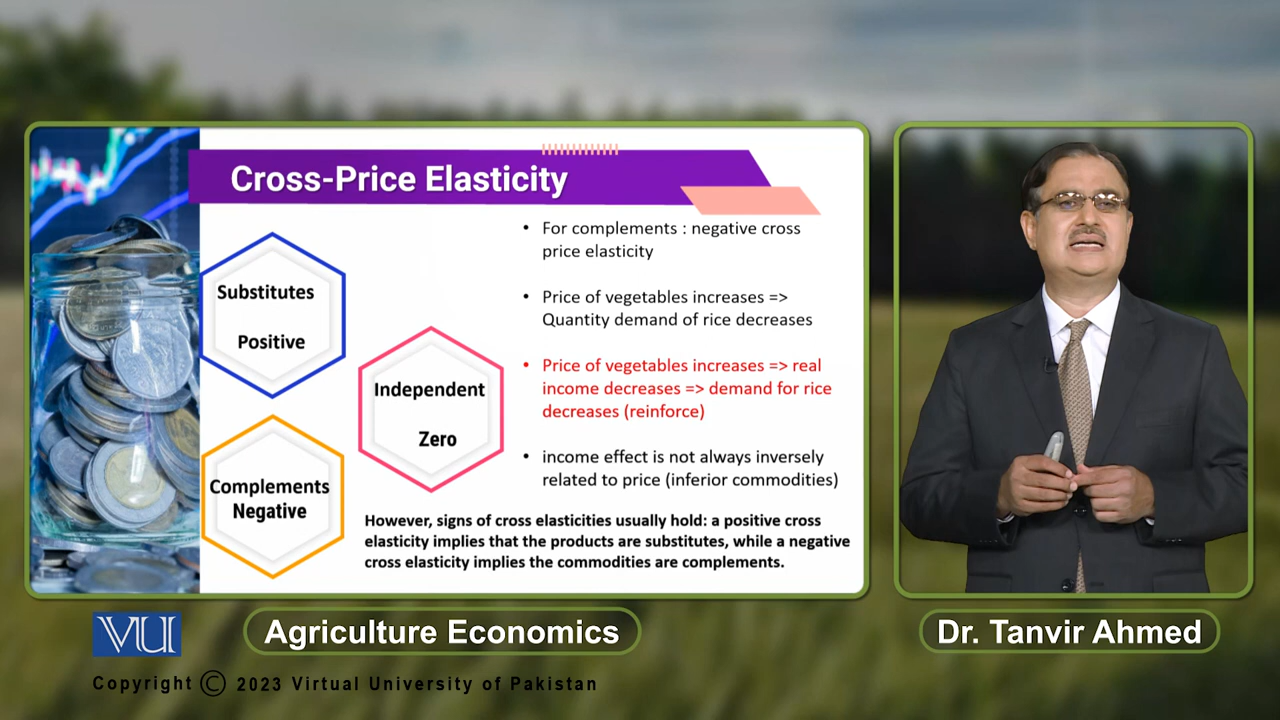 Cross-Price Elasticity
Substitutes
Positive
Independent
Zero
Complements
Negative
• For complements : negative cross
price elasticity
• Price of vegetables increases =>
Quantity demand of rice decreases
• Price of vegetables increases => real
income decreases => demand for rice
decreases (reinforce)
• income effect is not always inversely
related to price (inferior commodities)
However, signs of cross elasticities usually hold: a positive cross
elasticity implies that the products are substitutes, while a negative
cross elasticity implies the commodities are complements.
VU
Agriculture Economics
Dr. Tanvir Ahmed
Copyright © 2023 Virtual University of Pakistan